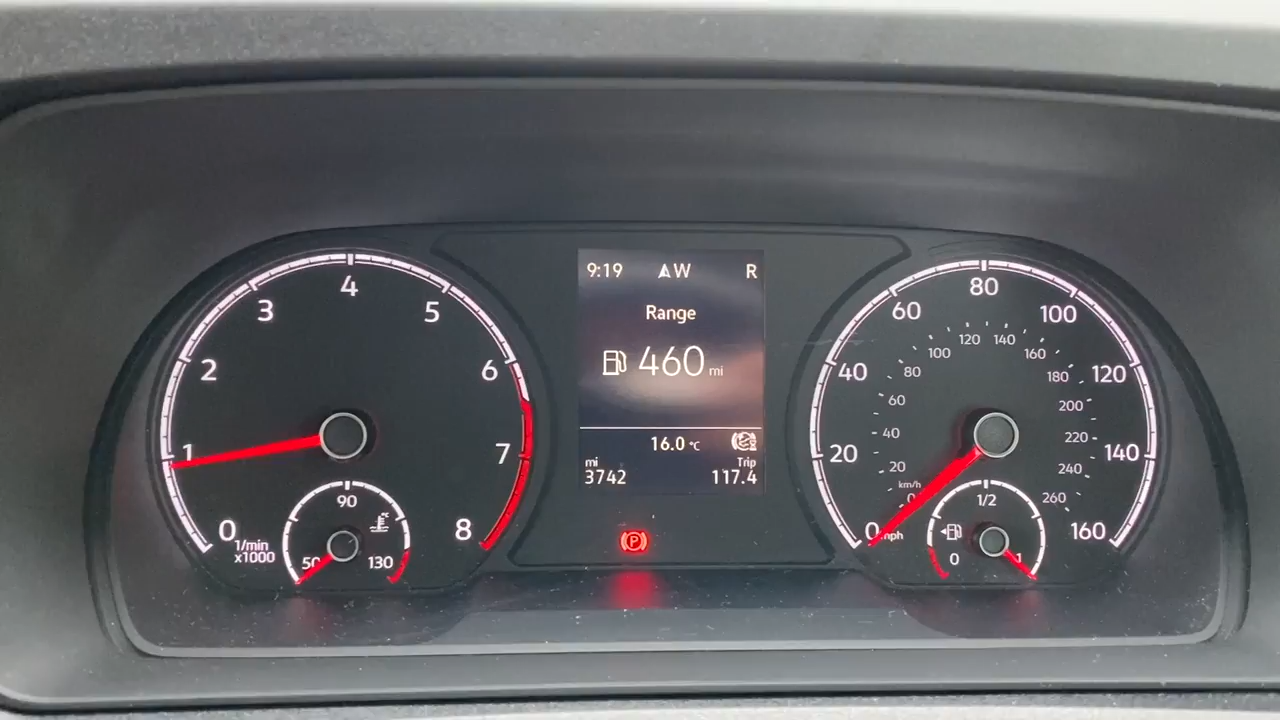 9:19 W R
Range
460 mi
16.0 °C
mi Trip
3742 117.4
0 1 2 3 4 5 6 7 8
1/min
x1000
50 90 130
°C
P
0 20 40 60 80 100 120 140 160
mph
km/h
0 20 40 60 80 100 120 140 160 180 200 220 240 260
0 1/2 1